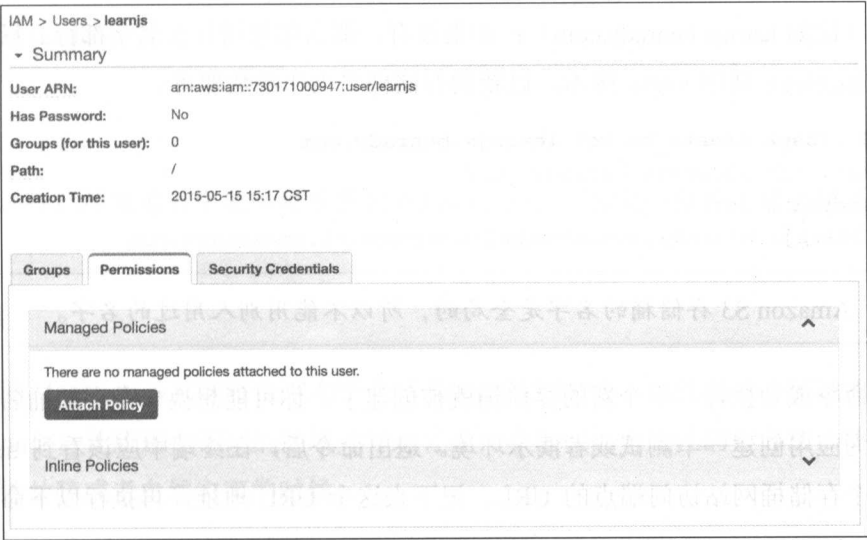 IAM > Users > learnjs
Summary
User ARN: arn:aws:iam::730171000947:user/learnjs
Has Password: No
Groups (for this user): 0
Path: /
Creation Time: 2015-05-15 15:17 CST
Groups Permissions Security Credentials
Managed Policies
There are no managed policies attached to this user.
Attach Policy
Inline Policies